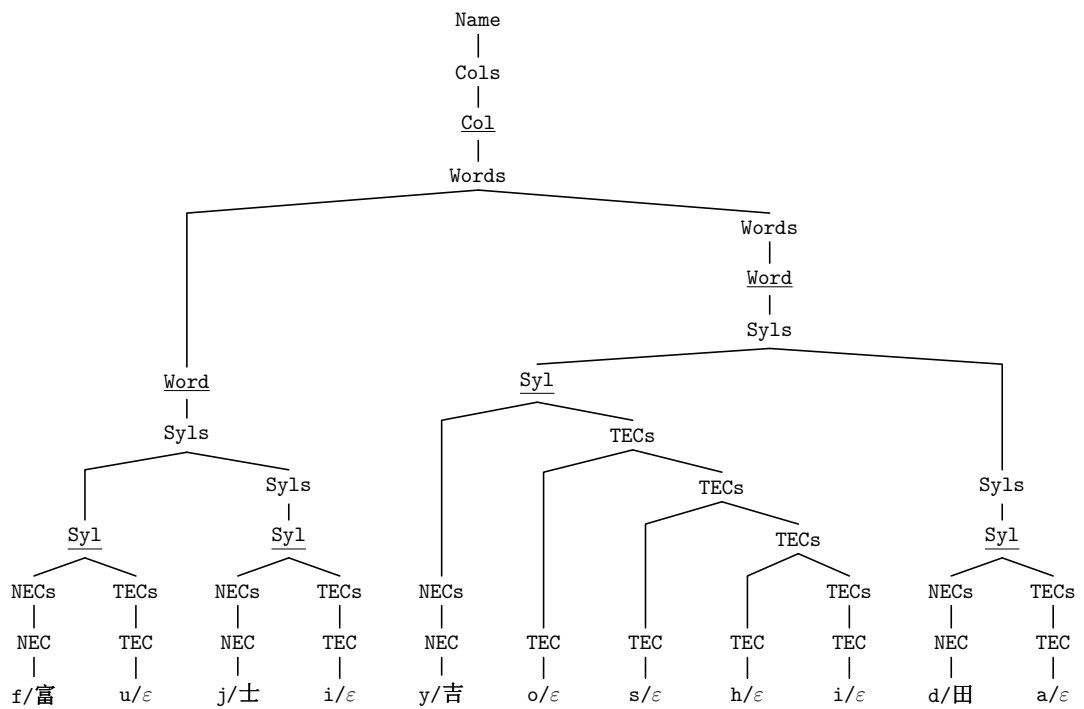 Name
Cols
Col
Words
Words
Word
Syls
Word
Syl
Syls
TECs
Syls
TECs
Syls
Syl
Syl
TECs
Syl
NECs TECs NECs TECs NECs TECs NECs TECs
NEC TEC NEC TEC NEC TEC TEC TEC TEC NEC TEC
f/富 u/ε j/士 i/ε y/吉 o/ε s/ε h/ε i/ε d/田 a/ε